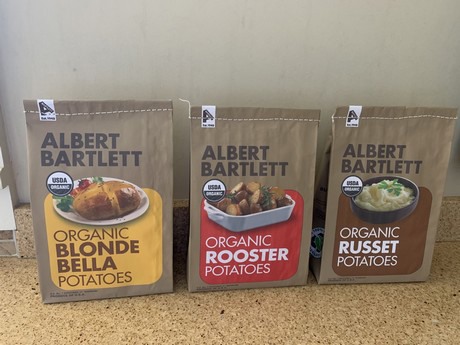 ALBERT
BARTLETT
USDA
ORGANIC
ORGANIC
BLONDE
BELLA
POTATOES
ALBERT
BARTLETT
USDA
ORGANIC
ORGANIC
ROOSTER
POTATOES
ALBERT
BARTLETT
USDA
ORGANIC
ORGANIC
RUSSET
POTATOES